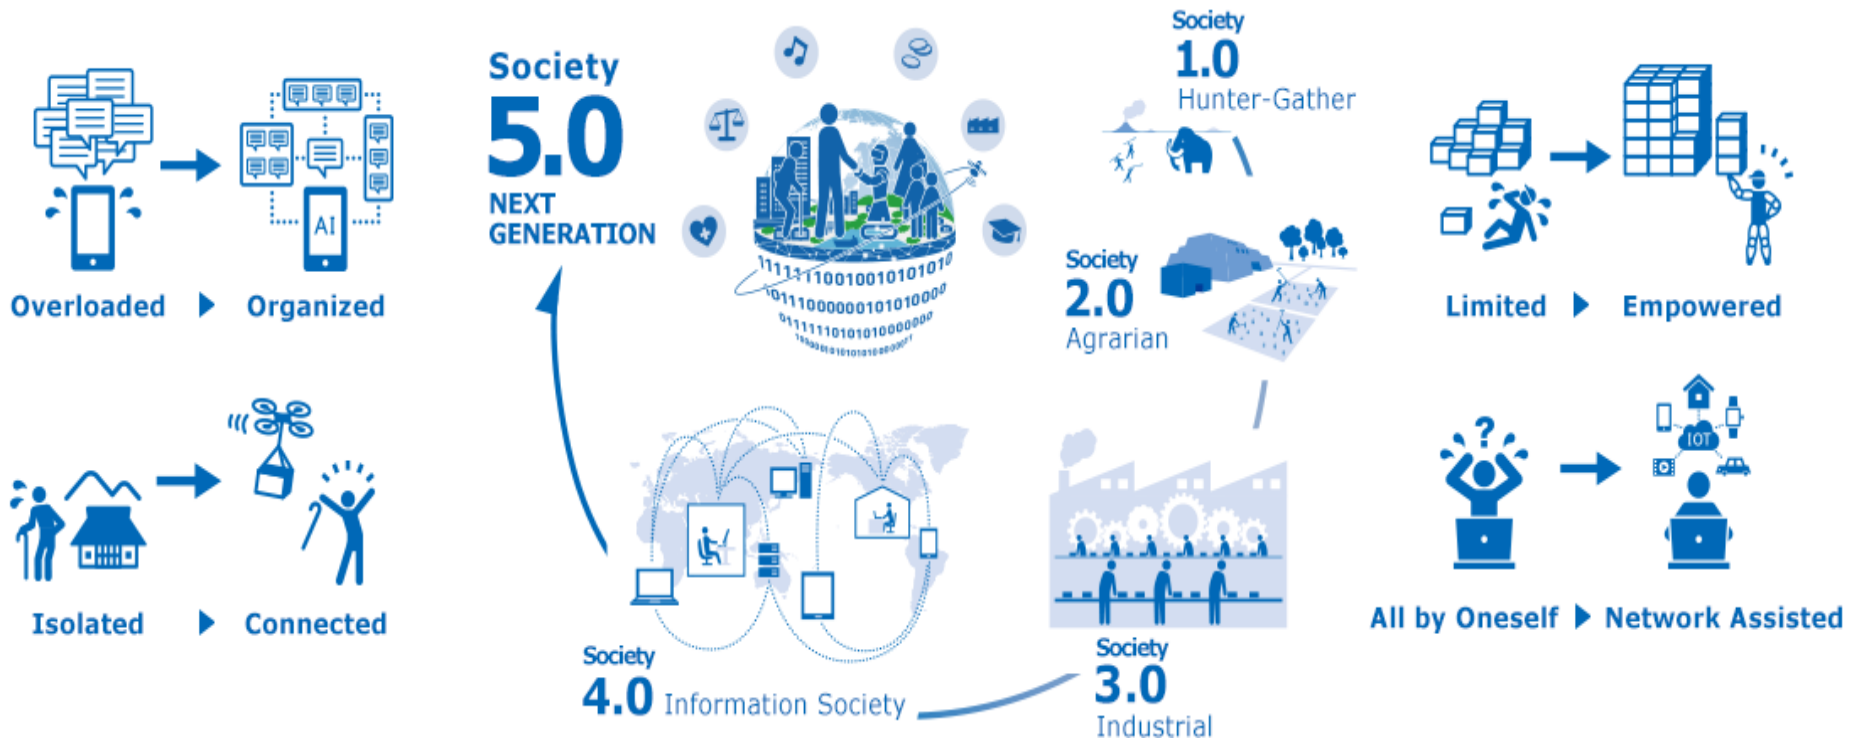 AI
Overloaded
Organized
Isolated
Connected
Society
5.0
NEXT
GENERATION
Society
1.0
Hunter-Gather
Society
2.0
Agrarian
Society
3.0
Industrial
Society
4.0 Information Society
Limited
Empowered
?
IOT
All by Oneself
Network Assisted